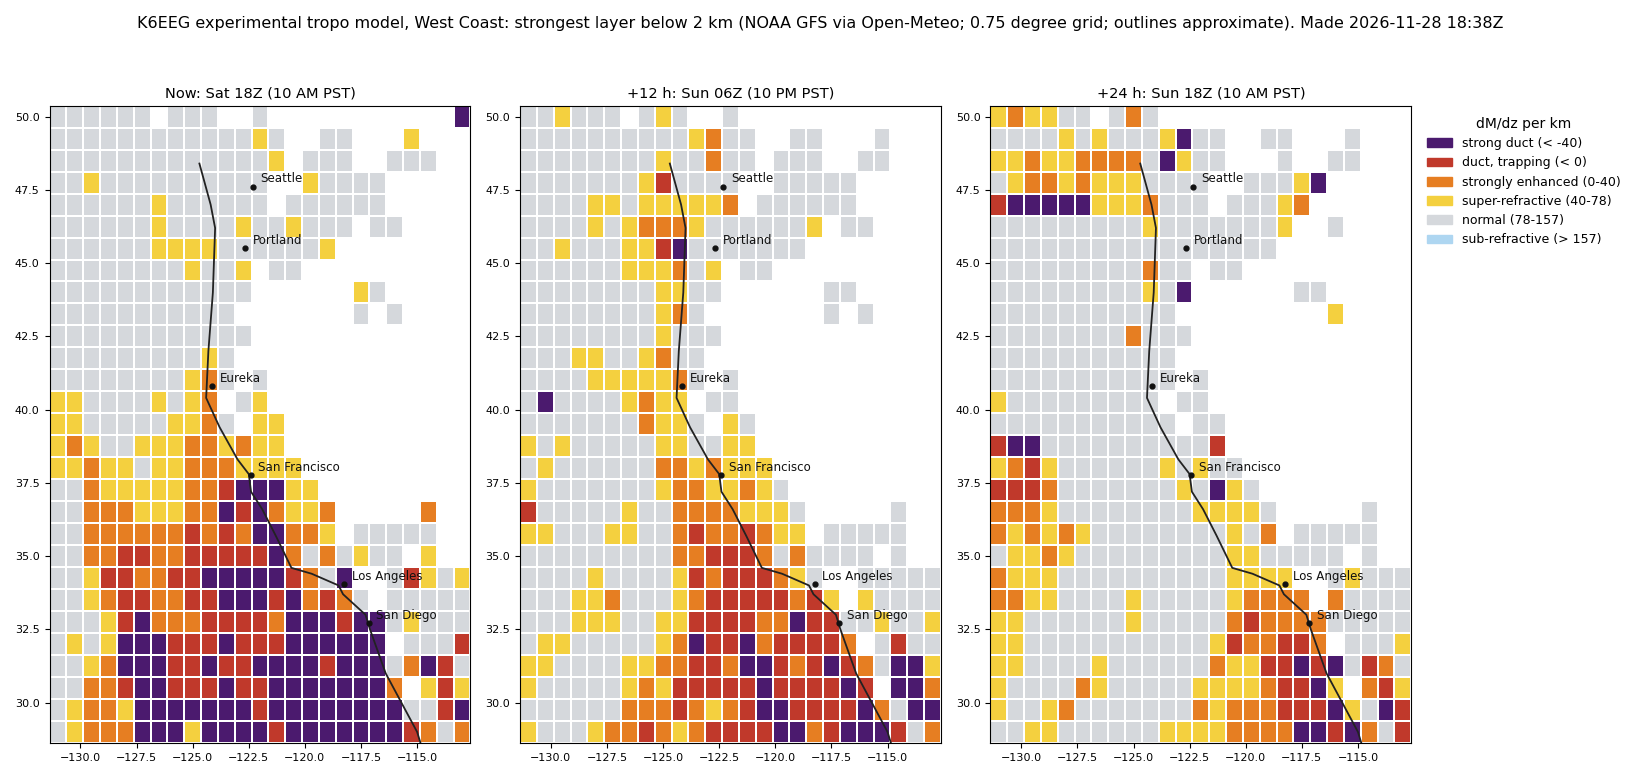 K6EEG experimental tropo model, West Coast: strongest layer below 2 km (NOAA GFS via Open-Meteo; 0.75 degree grid; outlines approximate). Made 2026-11-28 18:38Z
Now: Sat 18Z (10 AM PST)
50.0
47.5
45.0
42.5
40.0
37.5
35.0
32.5
30.0
Seattle
Portland
Eureka
San Francisco
Los Angeles
San Diego
−130.0 −127.5 −125.0 −122.5 −120.0 −117.5 −115.0
+12 h: Sun 06Z (10 PM PST)
50.0
47.5
45.0
42.5
40.0
37.5
35.0
32.5
30.0
Seattle
Portland
Eureka
San Francisco
Los Angeles
San Diego
−130.0 −127.5 −125.0 −122.5 −120.0 −117.5 −115.0
+24 h: Sun 18Z (10 AM PST)
50.0
47.5
45.0
42.5
40.0
37.5
35.0
32.5
30.0
Seattle
Portland
Eureka
San Francisco
Los Angeles
San Diego
−130.0 −127.5 −125.0 −122.5 −120.0 −117.5 −115.0
dM/dz per km
strong duct (< -40)
duct, trapping (< 0)
strongly enhanced (0-40)
super-refractive (40-78)
normal (78-157)
sub-refractive (> 157)